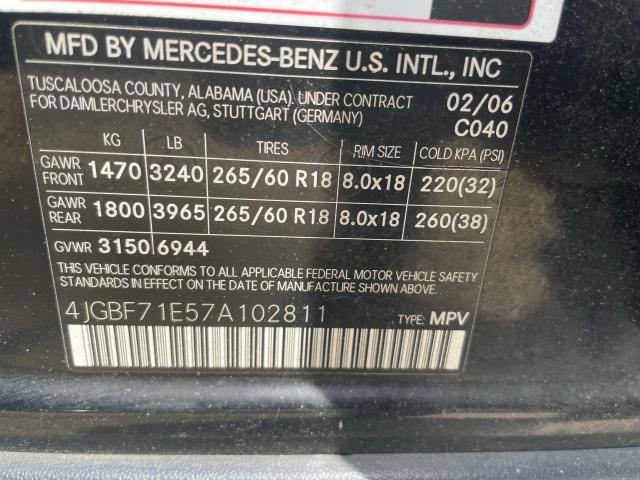 MFD BY MERCEDES-BENZ U.S. INTL., INC
TUSCALOOSA COUNTY, ALABAMA (USA). UNDER CONTRACT 02/06
FOR DAIMLERCHRYSLER AG, STUTTGART (GERMANY) C040
KG LB TIRES RIM SIZE COLD KPA (PSI)
GAWR FRONT 1470 3240 265/60 R18 8.0x18 220(32)
GAWR REAR 1800 3965 265/60 R18 8.0x18 260(38)
GVWR 3150 6944
THIS VEHICLE CONFORMS TO ALL APPLICABLE FEDERAL MOTOR VEHICLE SAFETY
STANDARDS IN EFFECT ON THE DATE OF MANUFACTURE SHOWN ABOVE.
4JGBF71E57A102811 TYPE: MPV